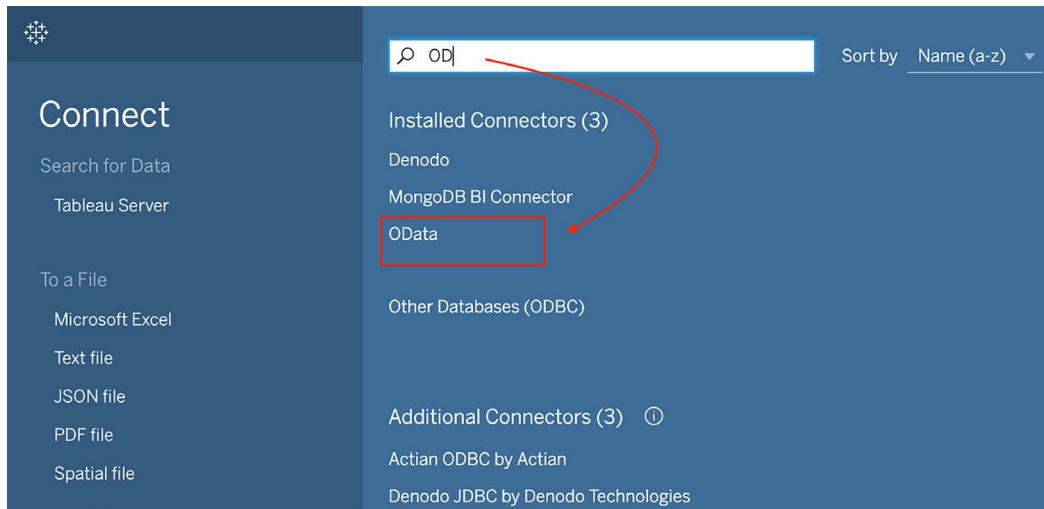 OD
Sort by Name (a-z)
Connect
Search for Data
Tableau Server
To a File
Microsoft Excel
Text file
JSON file
PDF file
Spatial file
Installed Connectors (3)
Denodo
MongoDB BI Connector
OData
Other Databases (ODBC)
Additional Connectors (3)
Actian ODBC by Actian
Denodo JDBC by Denodo Technologies